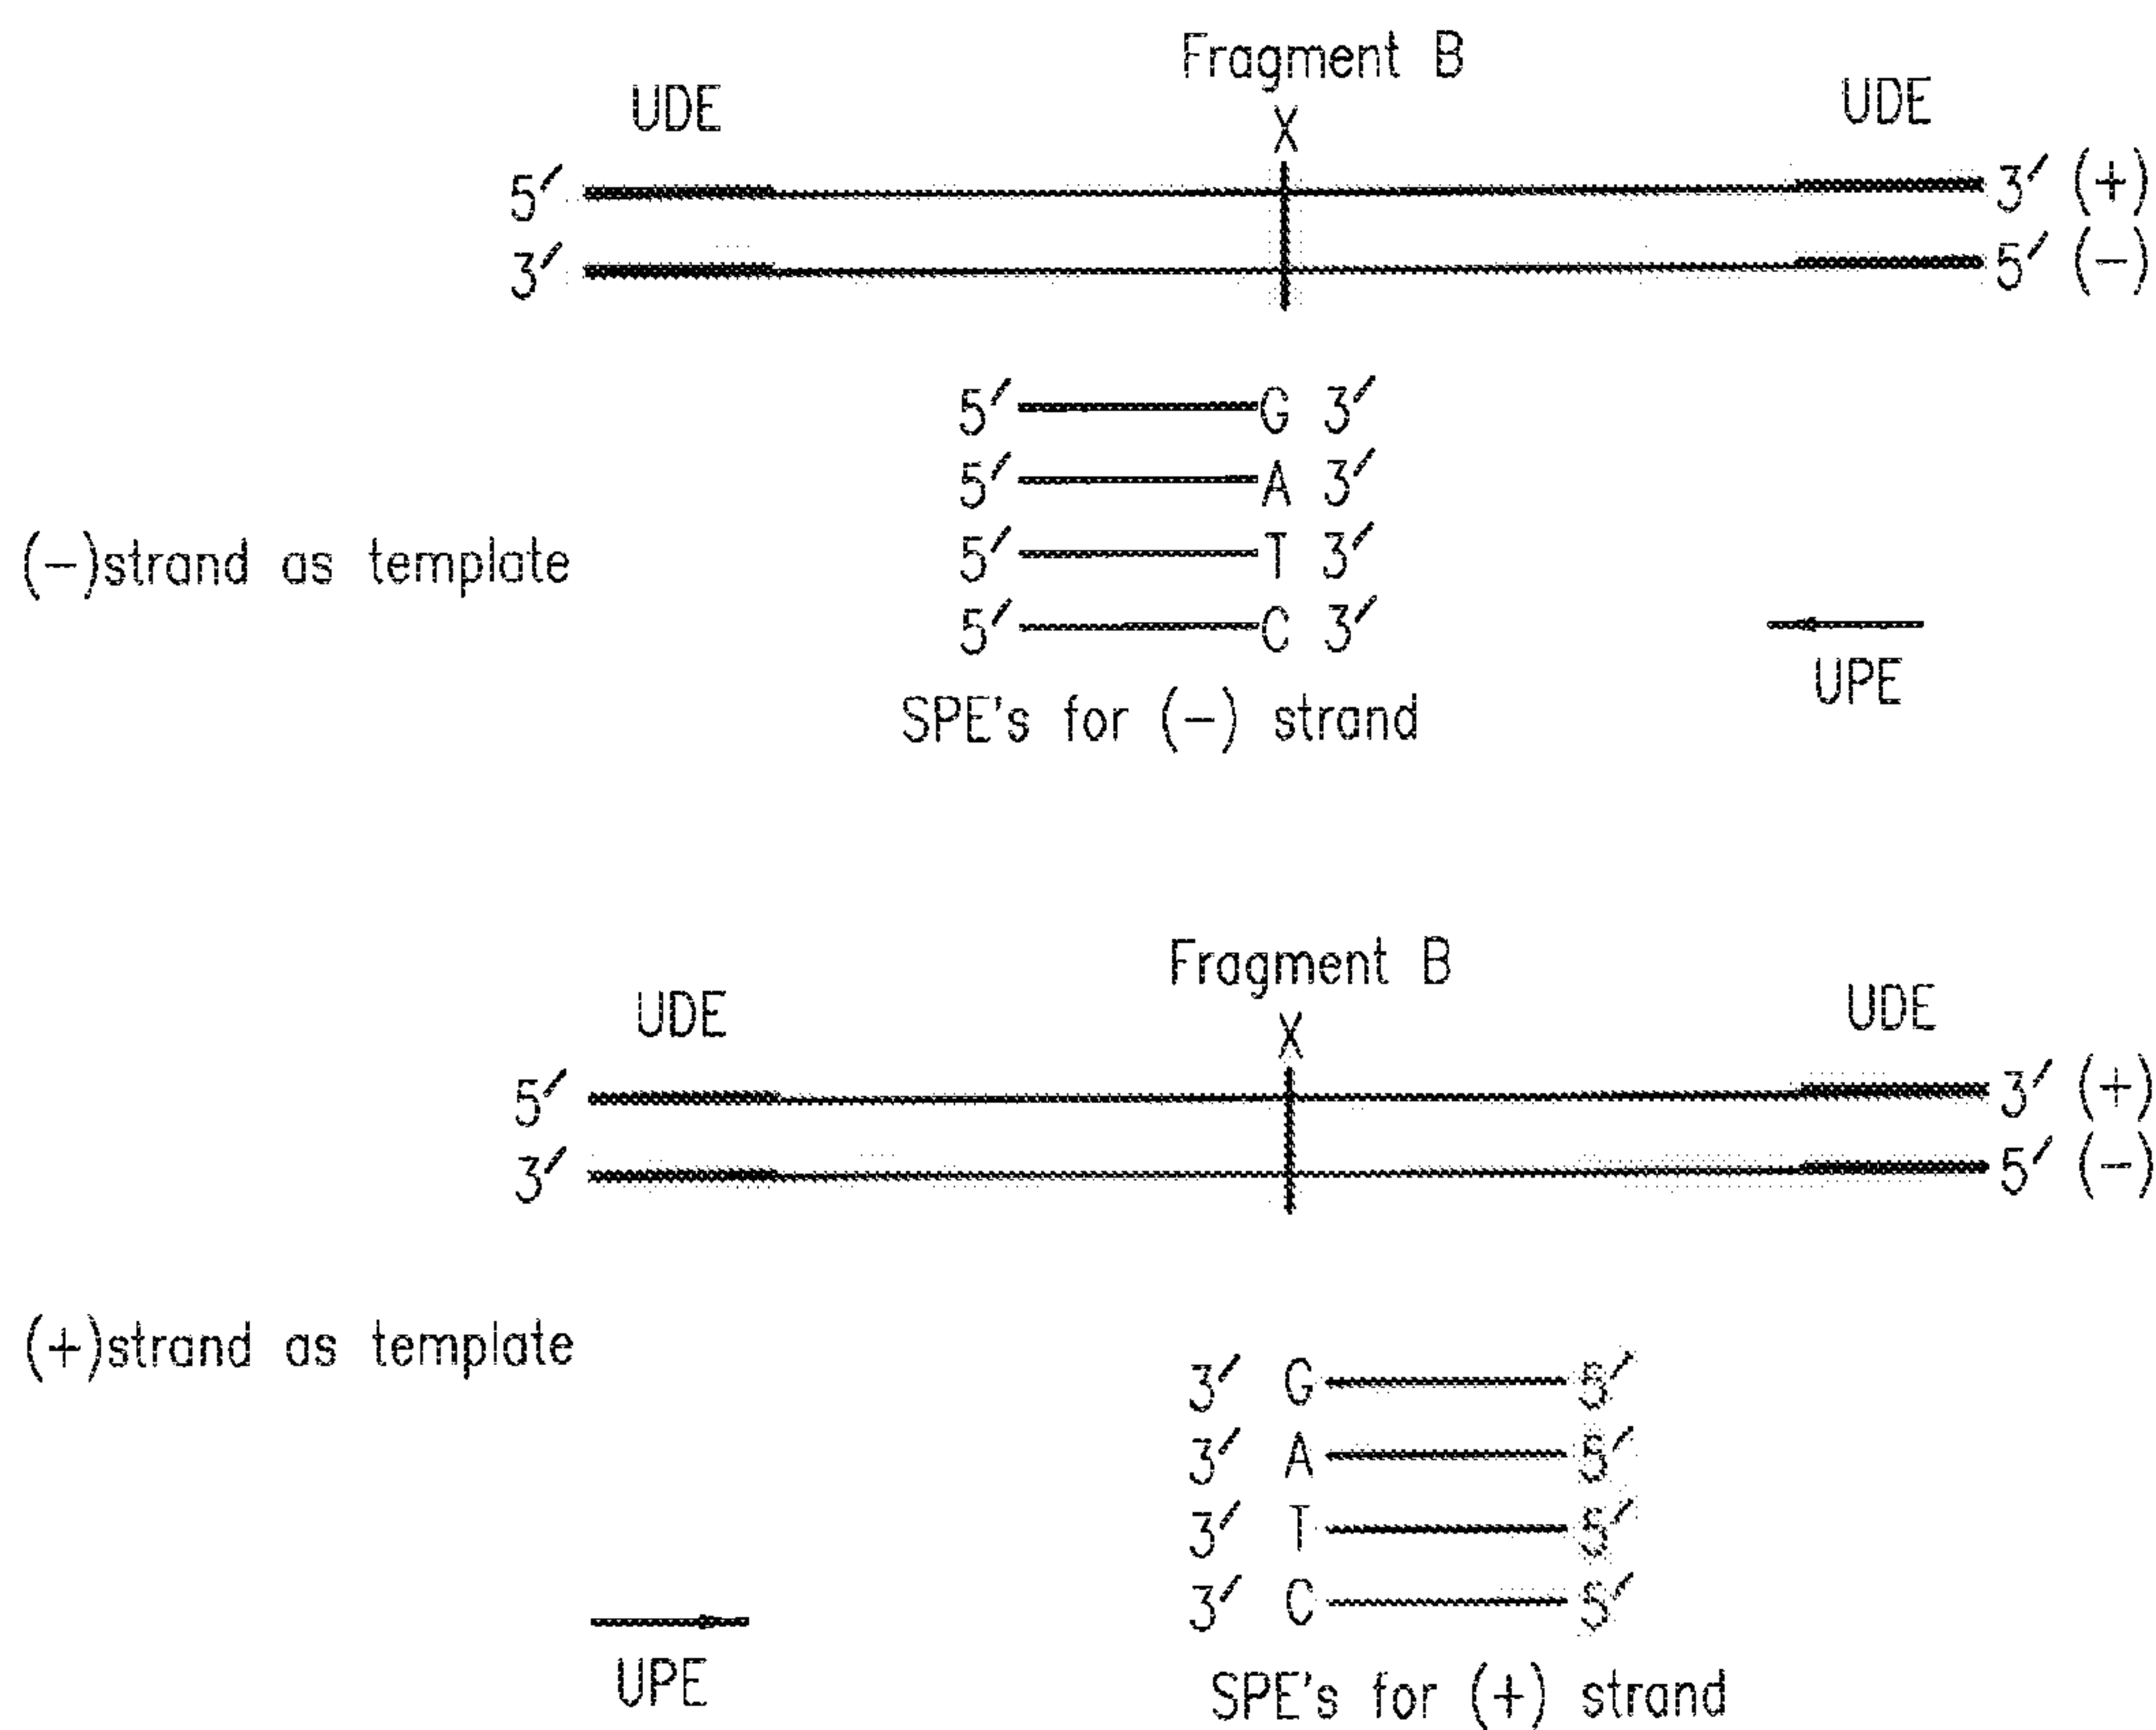 Fragment B
UDE X UDE
5′ 3′ (+)
3′ 5′ (-)
5′ G 3′
5′ A 3′
(-)strand as template
5′ T 3′
5′ C 3′
UPE
SPE's for (-) strand
Fragment B
UDE X UDE
5′ 3′ (+)
3′ 5′ (-)
(+)strand as template
3′ G 5′
3′ A 5′
3′ T 5′
3′ C 5′
UPE
SPE's for (+) strand